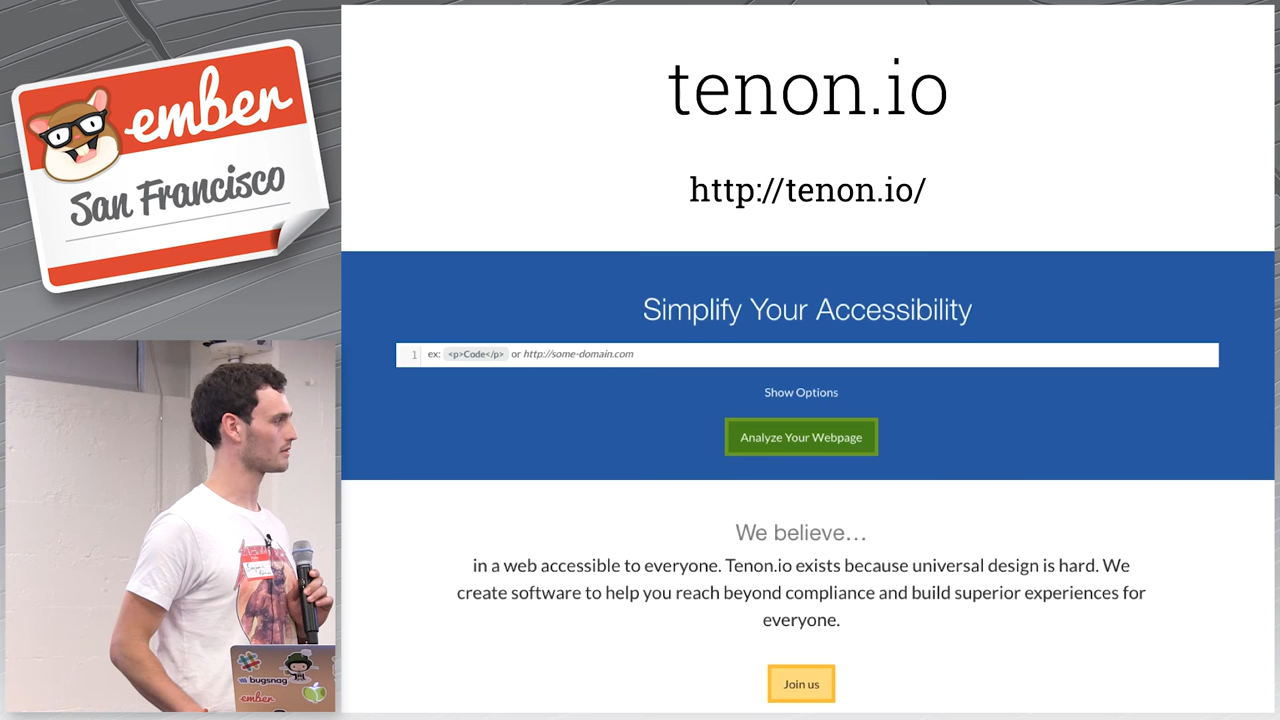 ember
San Francisco
tenon.io
http://tenon.io/
Simplify Your Accessibility
1 ex: <p>Code</p> or http://some-domain.com
Show Options
Analyze Your Webpage
We believe…
in a web accessible to everyone. Tenon.io exists because universal design is hard. We
create software to help you reach beyond compliance and build superior experiences for
everyone.
Join us
bugsnag
ember